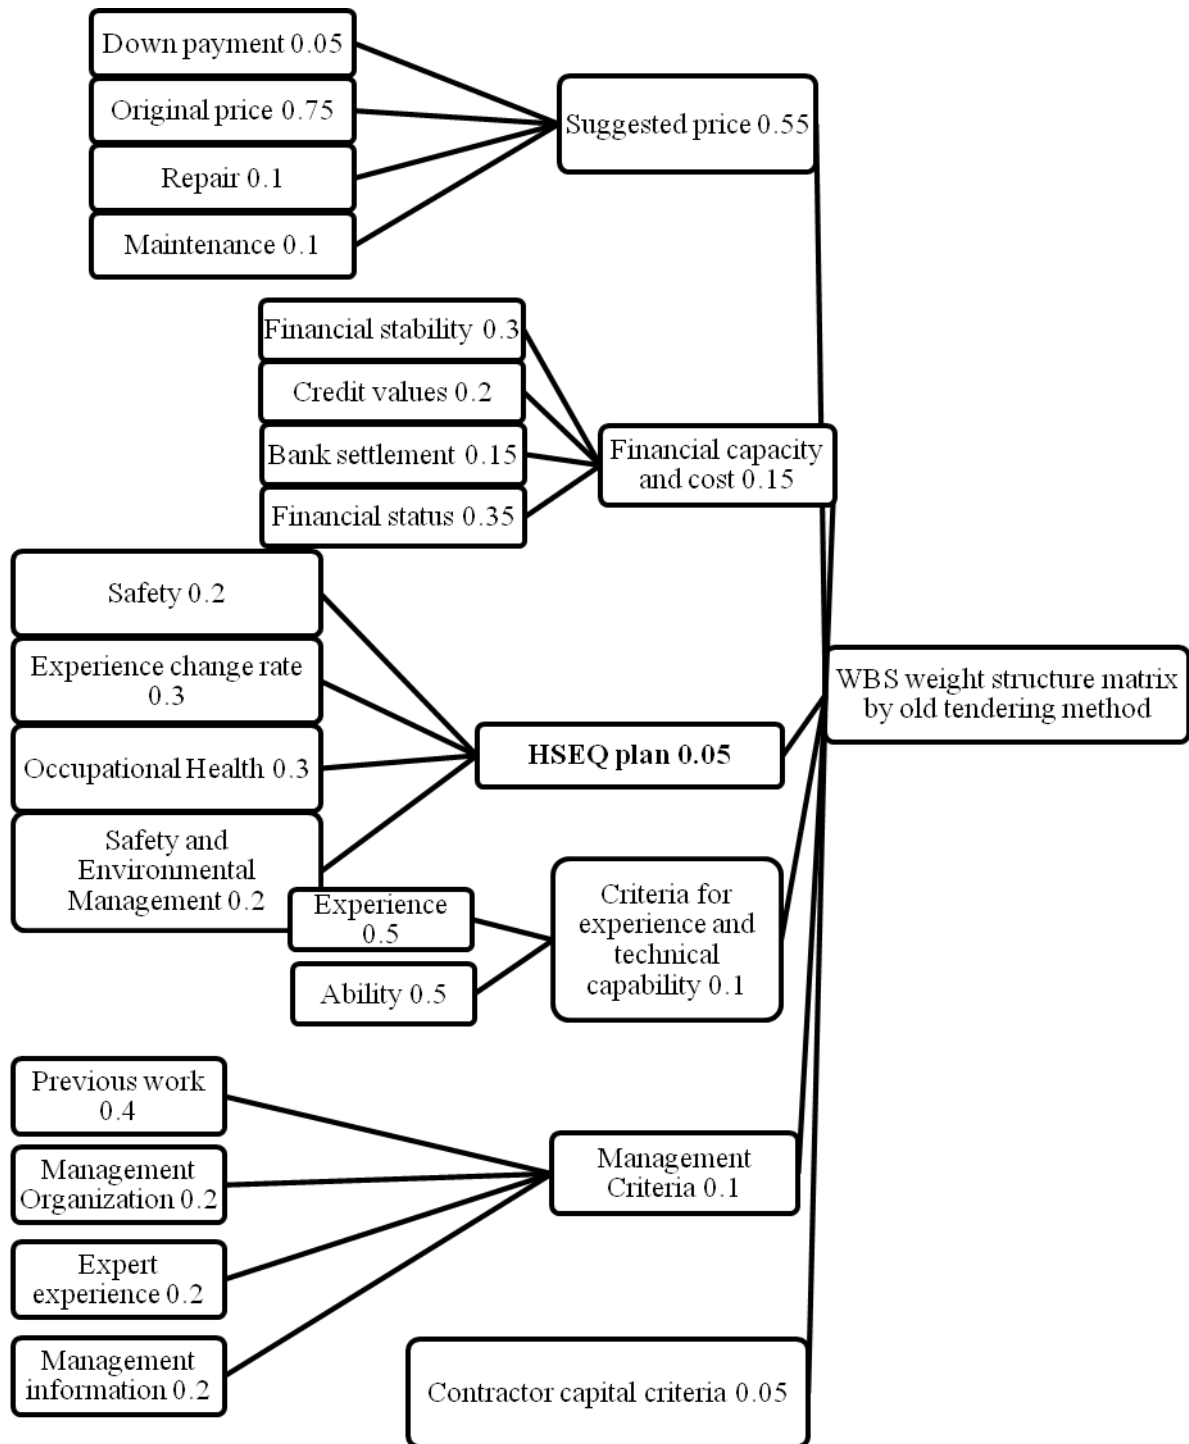 Down payment 0.05
Original price 0.75
Repair 0.1
Maintenance 0.1
Suggested price 0.55
Financial stability 0.3
Credit values 0.2
Bank settlement 0.15
Financial status 0.35
Financial capacity
and cost 0.15
Safety 0.2
Experience change rate
0.3
Occupational Health 0.3
Safety and
Environmental
Management 0.2
HSEQ plan 0.05
WBS weight structure matrix
by old tendering method
Experience
0.5
Ability 0.5
Criteria for
experience and
technical
capability 0.1
Previous work
0.4
Management
Organization 0.2
Expert
experience 0.2
Management
information 0.2
Management
Criteria 0.1
Contractor capital criteria 0.05